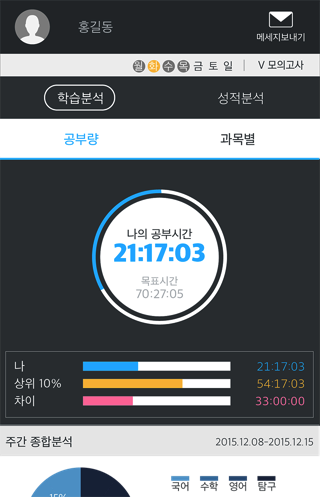 홍길동
메세지보내기
월 화 수 목 금 토 일 | V 모의고사
학습분석 성적분석
공부량 과목별
나의 공부시간
21:17:03
목표시간
70:27:05
나 21:17:03
상위 10% 54:17:03
차이 33:00:00
주간 종합분석 2015.12.08-2015.12.15
15%
국어 수학 영어 탐구